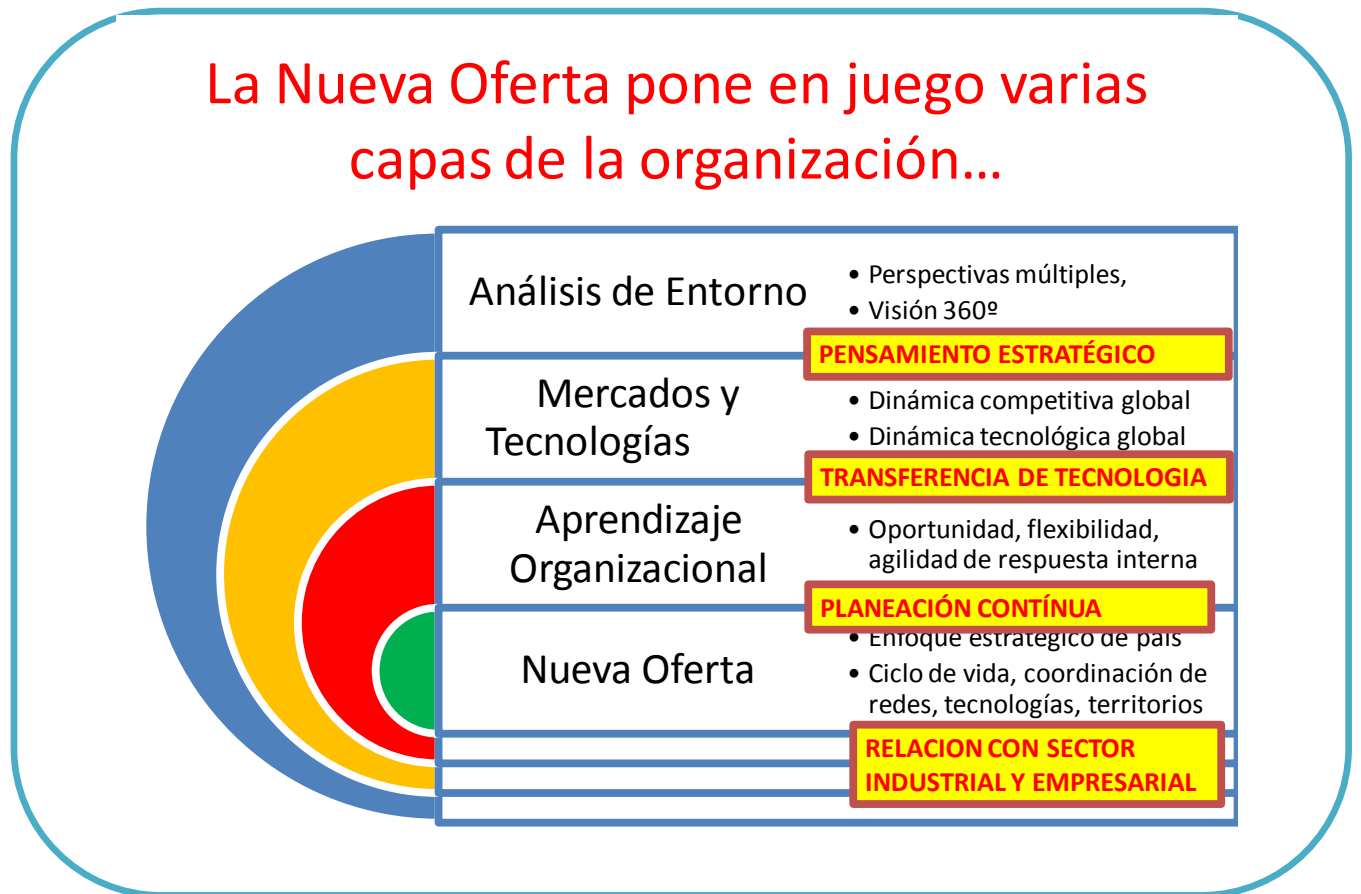 La Nueva Oferta pone en juego varias
capas de la organización...
Análisis de Entorno
• Perspectivas múltiples,
• Visión 360º
PENSAMIENTO ESTRATÉGICO
Mercados y
Tecnologías
• Dinámica competitiva global
• Dinámica tecnológica global
TRANSFERENCIA DE TECNOLOGIA
Aprendizaje
Organizacional
• Oportunidad, flexibilidad,
agilidad de respuesta interna
PLANEACIÓN CONTÍNUA
Nueva Oferta
• Enfoque estratégico de país
• Ciclo de vida, coordinación de
redes, tecnologías, territorios
RELACION CON SECTOR
INDUSTRIAL Y EMPRESARIAL